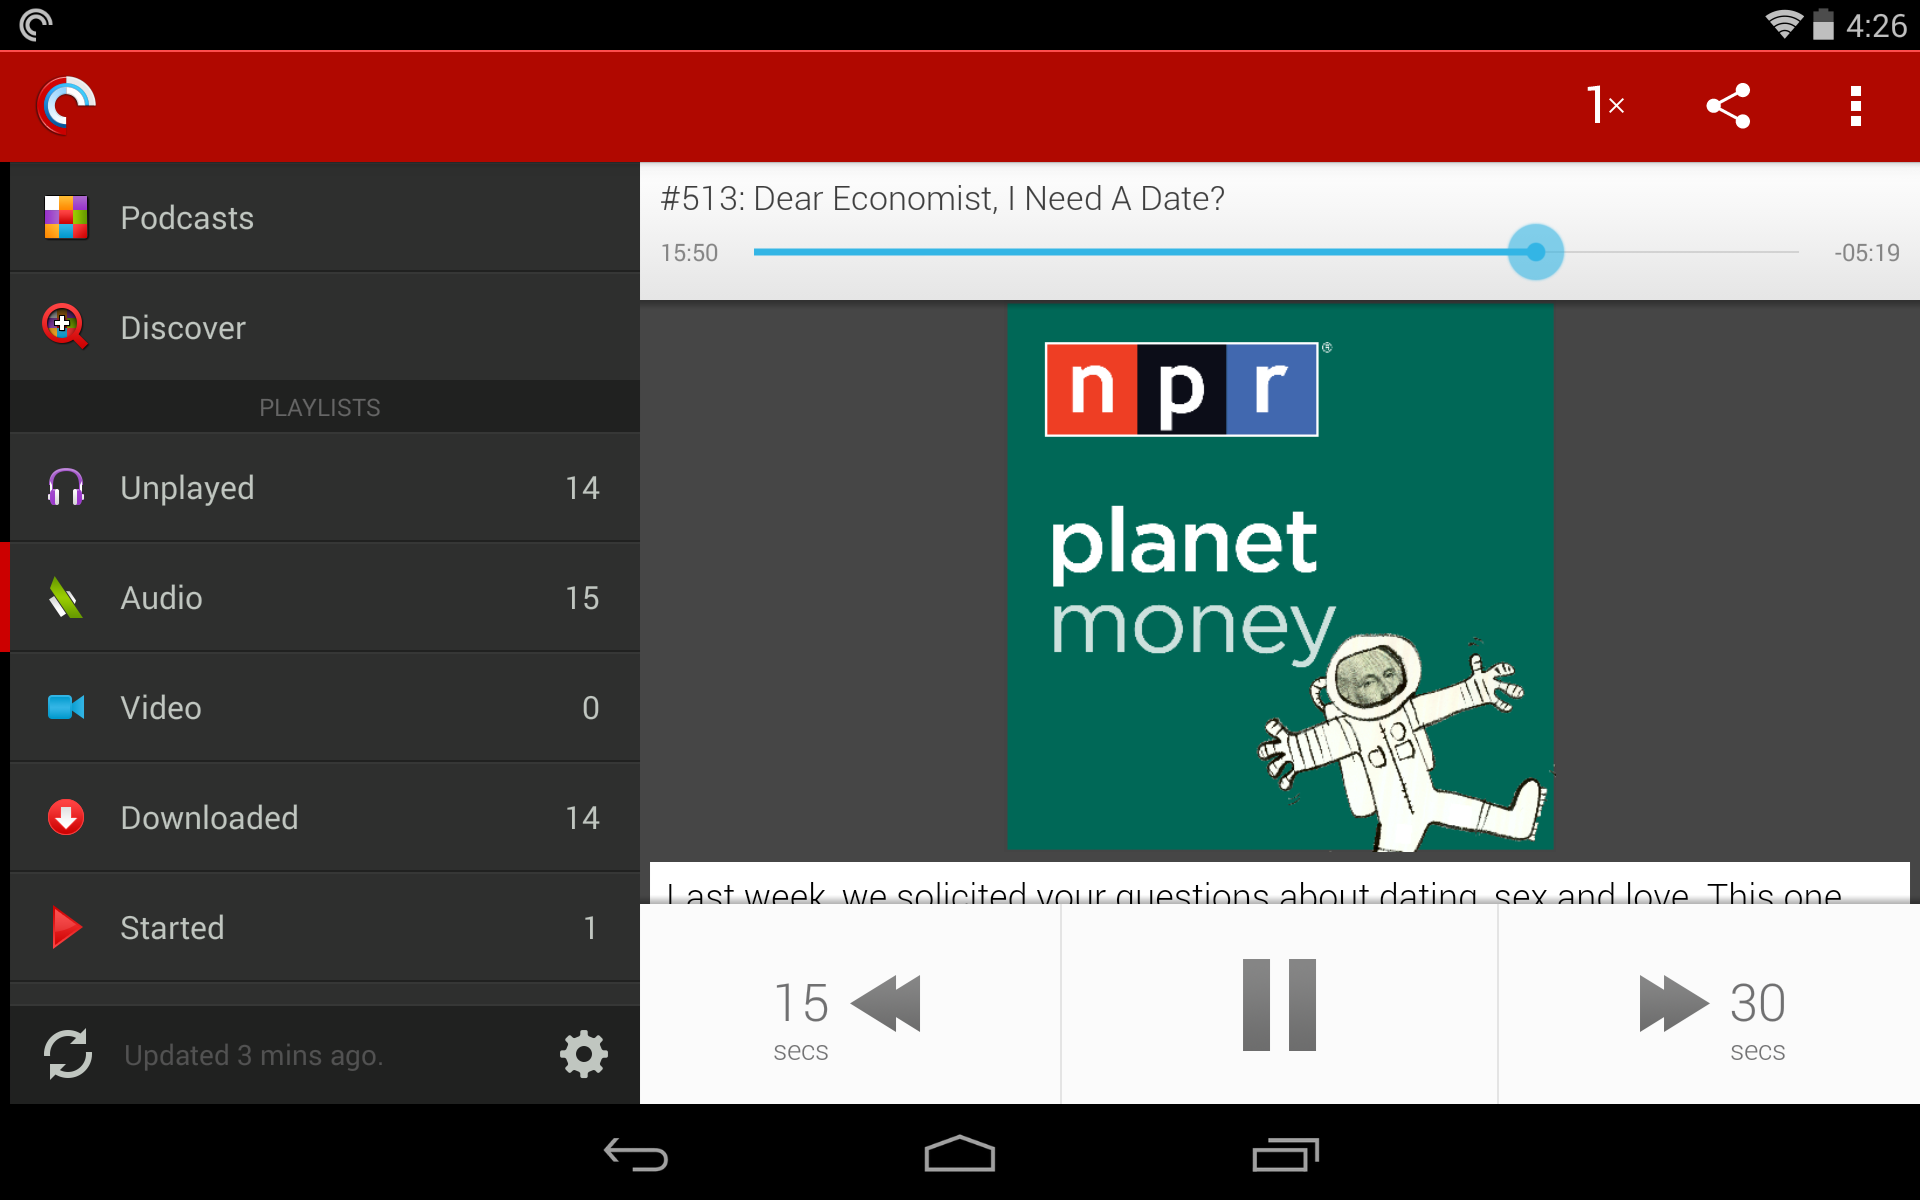 4:26
1×
Podcasts
Discover
PLAYLISTS
Unplayed 14
Audio 15
Video 0
Downloaded 14
Started 1
Updated 3 mins ago.
#513: Dear Economist, I Need A Date?
15:50 -05:19
npr®
planet
money
Last week, we solicited your questions about dating, sex and love. This one
15 secs
30 secs